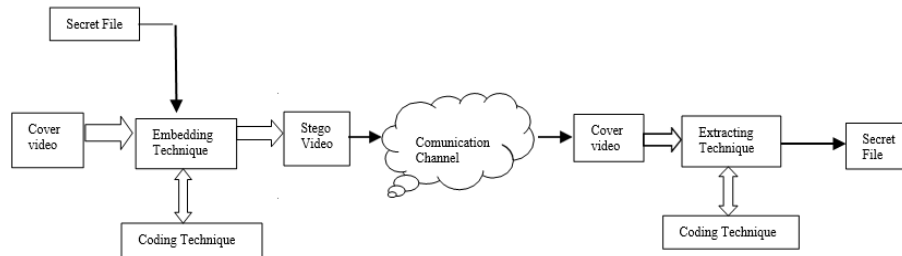 Secret File
Cover
video
Embedding
Technique
Coding Technique
Stego
Video
Comunication
Channel
Cover
video
Extracting
Technique
Coding Technique
Secret
File